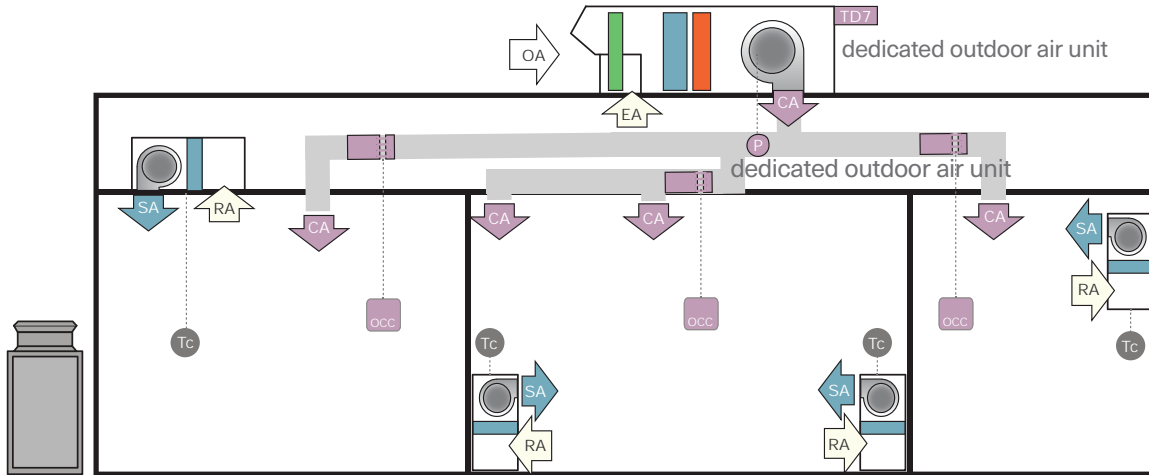 TD7
dedicated outdoor air unit
OA
EA
CA
P
dedicated outdoor air unit
SA
RA
CA
CA
CA
CA
SA
RA
OCC
OCC
OCC
Tc
Tc
Tc
Tc
SA
RA
SA
RA